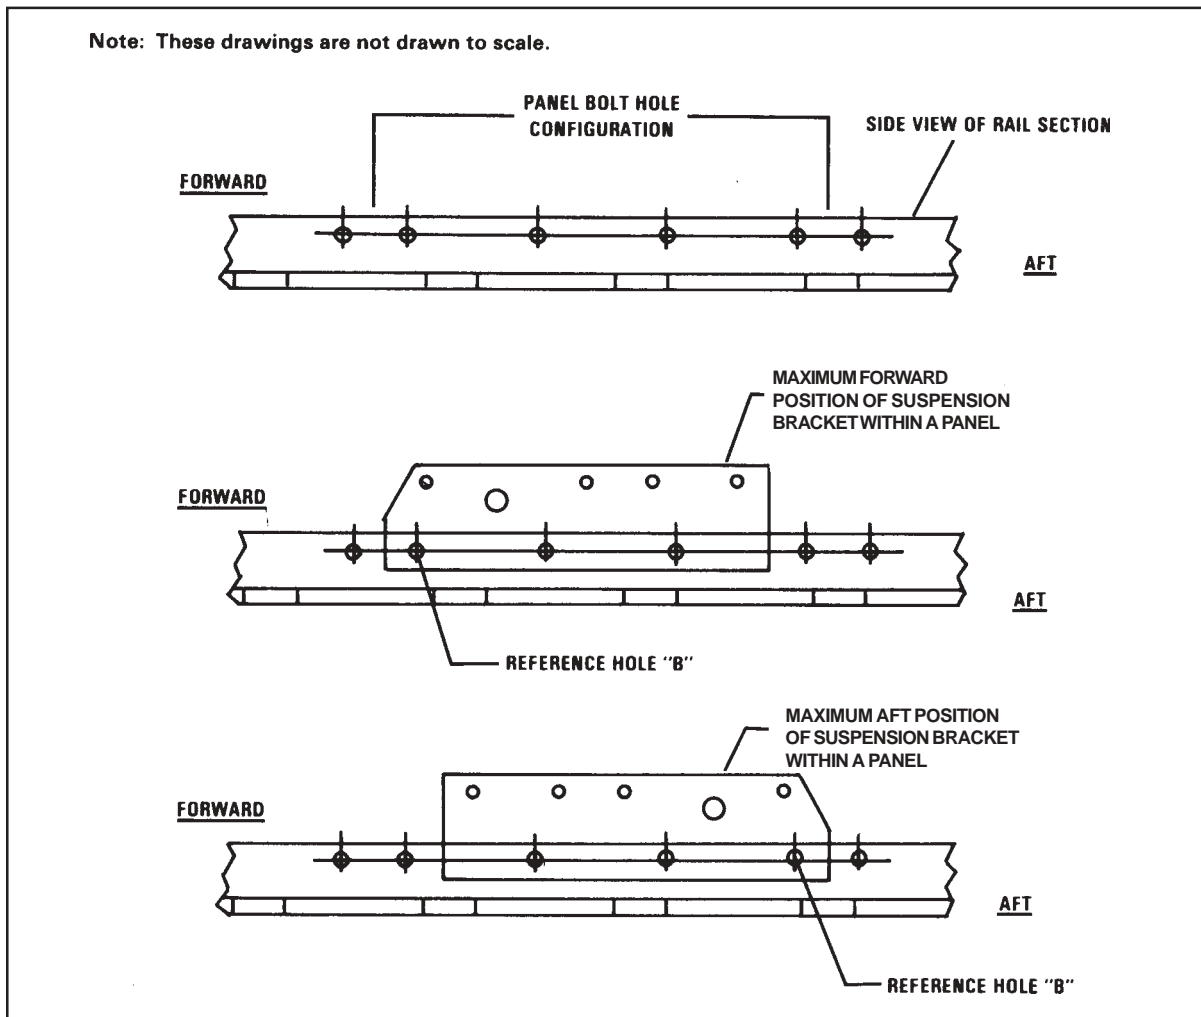 Note: These drawings are not drawn to scale.
PANEL BOLT HOLE
CONFIGURATION
SIDE VIEW OF RAIL SECTION
FORWARD
AFT
MAXIMUM FORWARD
POSITION OF SUSPENSION
BRACKET WITHIN A PANEL
FORWARD
AFT
REFERENCE HOLE "B"
MAXIMUM AFT POSITION
OF SUSPENSION BRACKET
WITHIN A PANEL
FORWARD
AFT
REFERENCE HOLE "B"